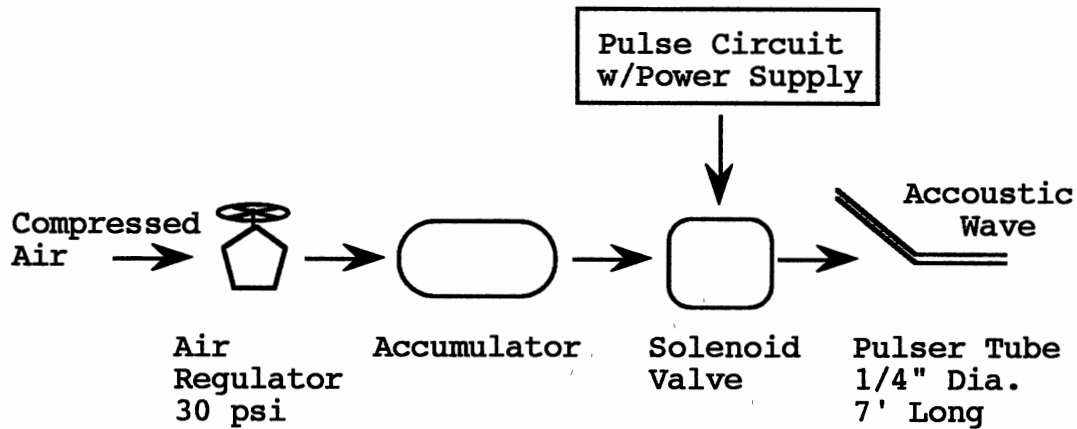 Pulse Circuit
w/Power Supply
Compressed
Air
Accoustic
Wave
Air
Regulator
30 psi
Accumulator
Solenoid
Valve
Pulser Tube
1/4" Dia.
7' Long